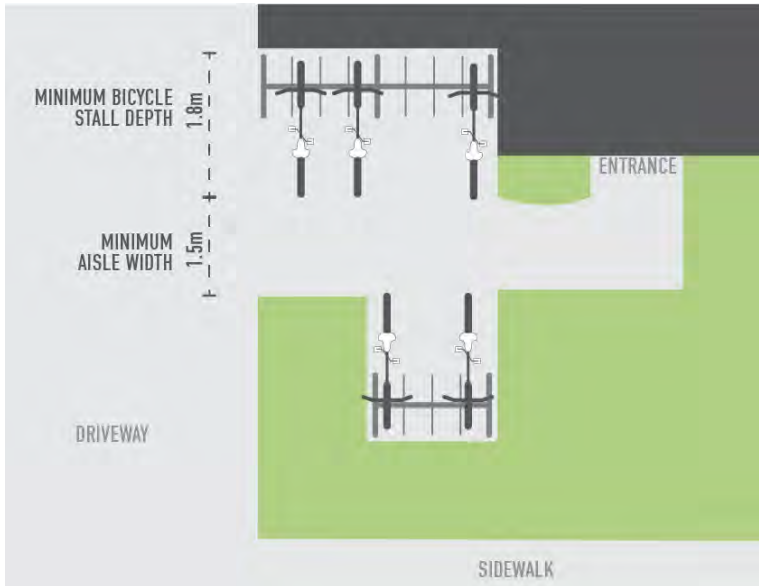 MINIMUM BICYCLE
STALL DEPTH
1.8m
ENTRANCE
MINIMUM
AISLE WIDTH
1.5m
DRIVEWAY
SIDEWALK